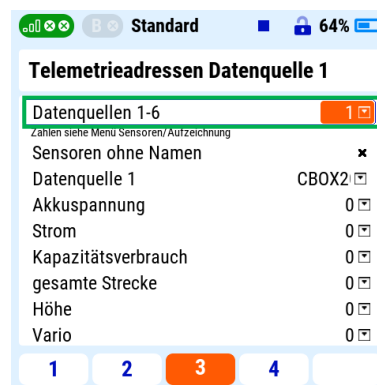 B Standard 64%
Telemetrieadressen Datenquelle 1
Datenquellen 1-6 1
Zahlen siehe Menü Sensoren/Aufzeichnung
Sensoren ohne Namen
Datenquelle 1 CBOX2
Akkuspannung 0
Strom 0
Kapazitätsverbrauch 0
gesamte Strecke 0
Höhe 0
Vario 0
1 2 3 4